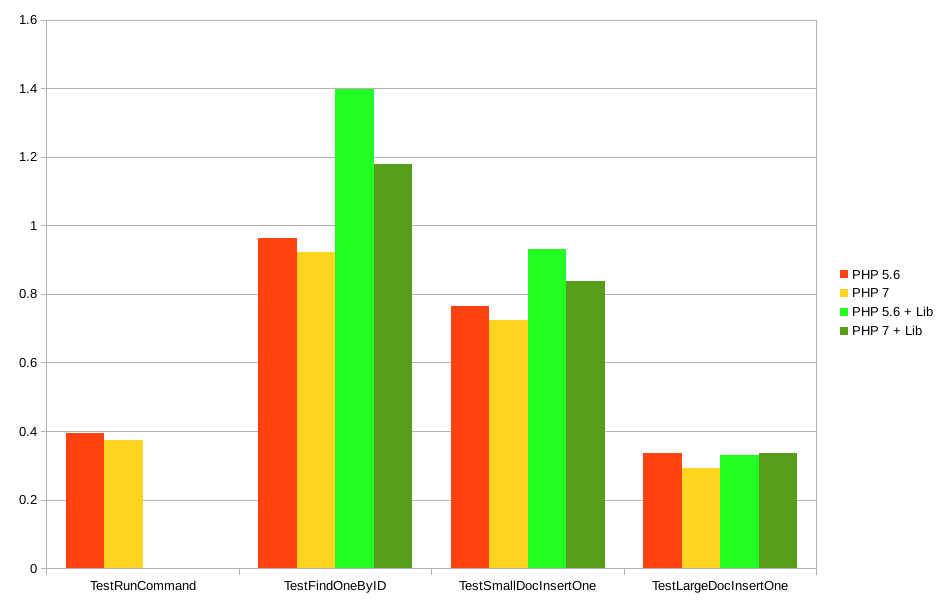 1.6
1.4
1.2
1
0.8
0.6
0.4
0.2
0
TestRunCommand
TestFindOneByID
TestSmallDocInsertOne
TestLargeDocInsertOne
PHP 5.6
PHP 7
PHP 5.6 + Lib
PHP 7 + Lib